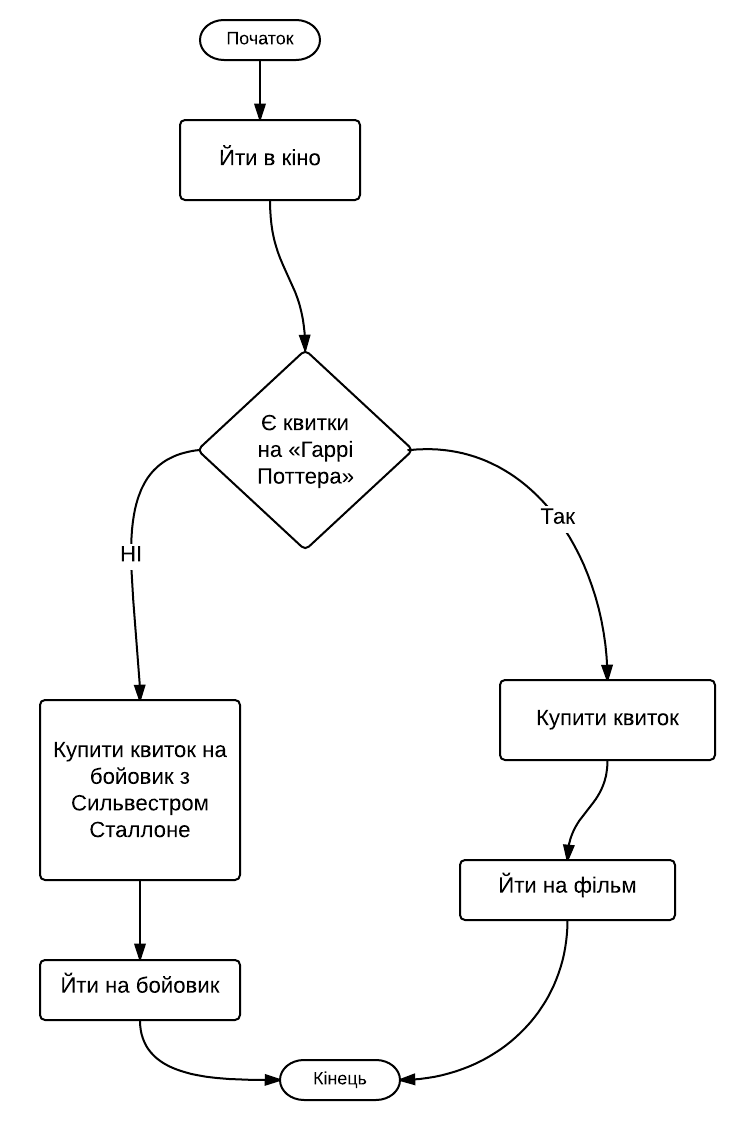 Початок
Йти в кіно
Є квитки
на «Гаррі
Поттера»
НІ
Так
Купити квиток на
бойовик з
Сильвестром
Сталлоне
Купити квиток
Йти на фільм
Йти на бойовик
Кінець